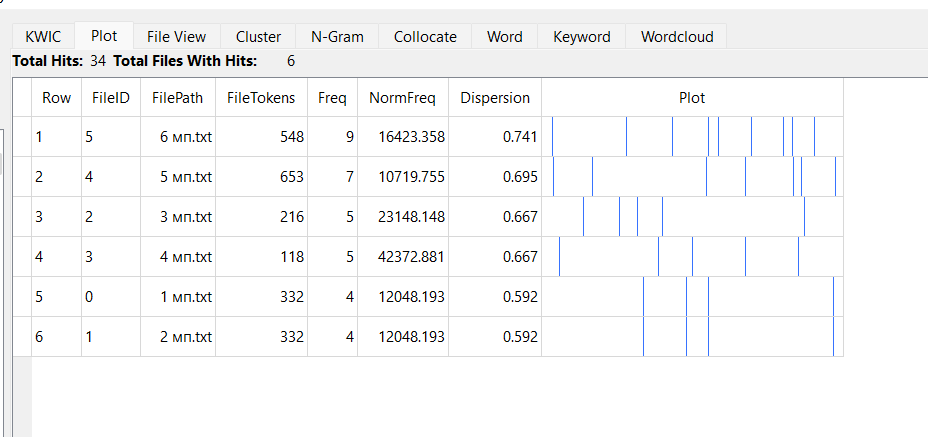 KWIC Plot File View Cluster N-Gram Collocate Word Keyword Wordcloud
Total Hits: 34 Total Files With Hits: 6
Row FileID FilePath FileTokens Freq NormFreq Dispersion Plot
1 5 6 мп.txt 548 9 16423.358 0.741
2 4 5 мп.txt 653 7 10719.755 0.695
3 2 3 мп.txt 216 5 23148.148 0.667
4 3 4 мп.txt 118 5 42372.881 0.667
5 0 1 мп.txt 332 4 12048.193 0.592
6 1 2 мп.txt 332 4 12048.193 0.592